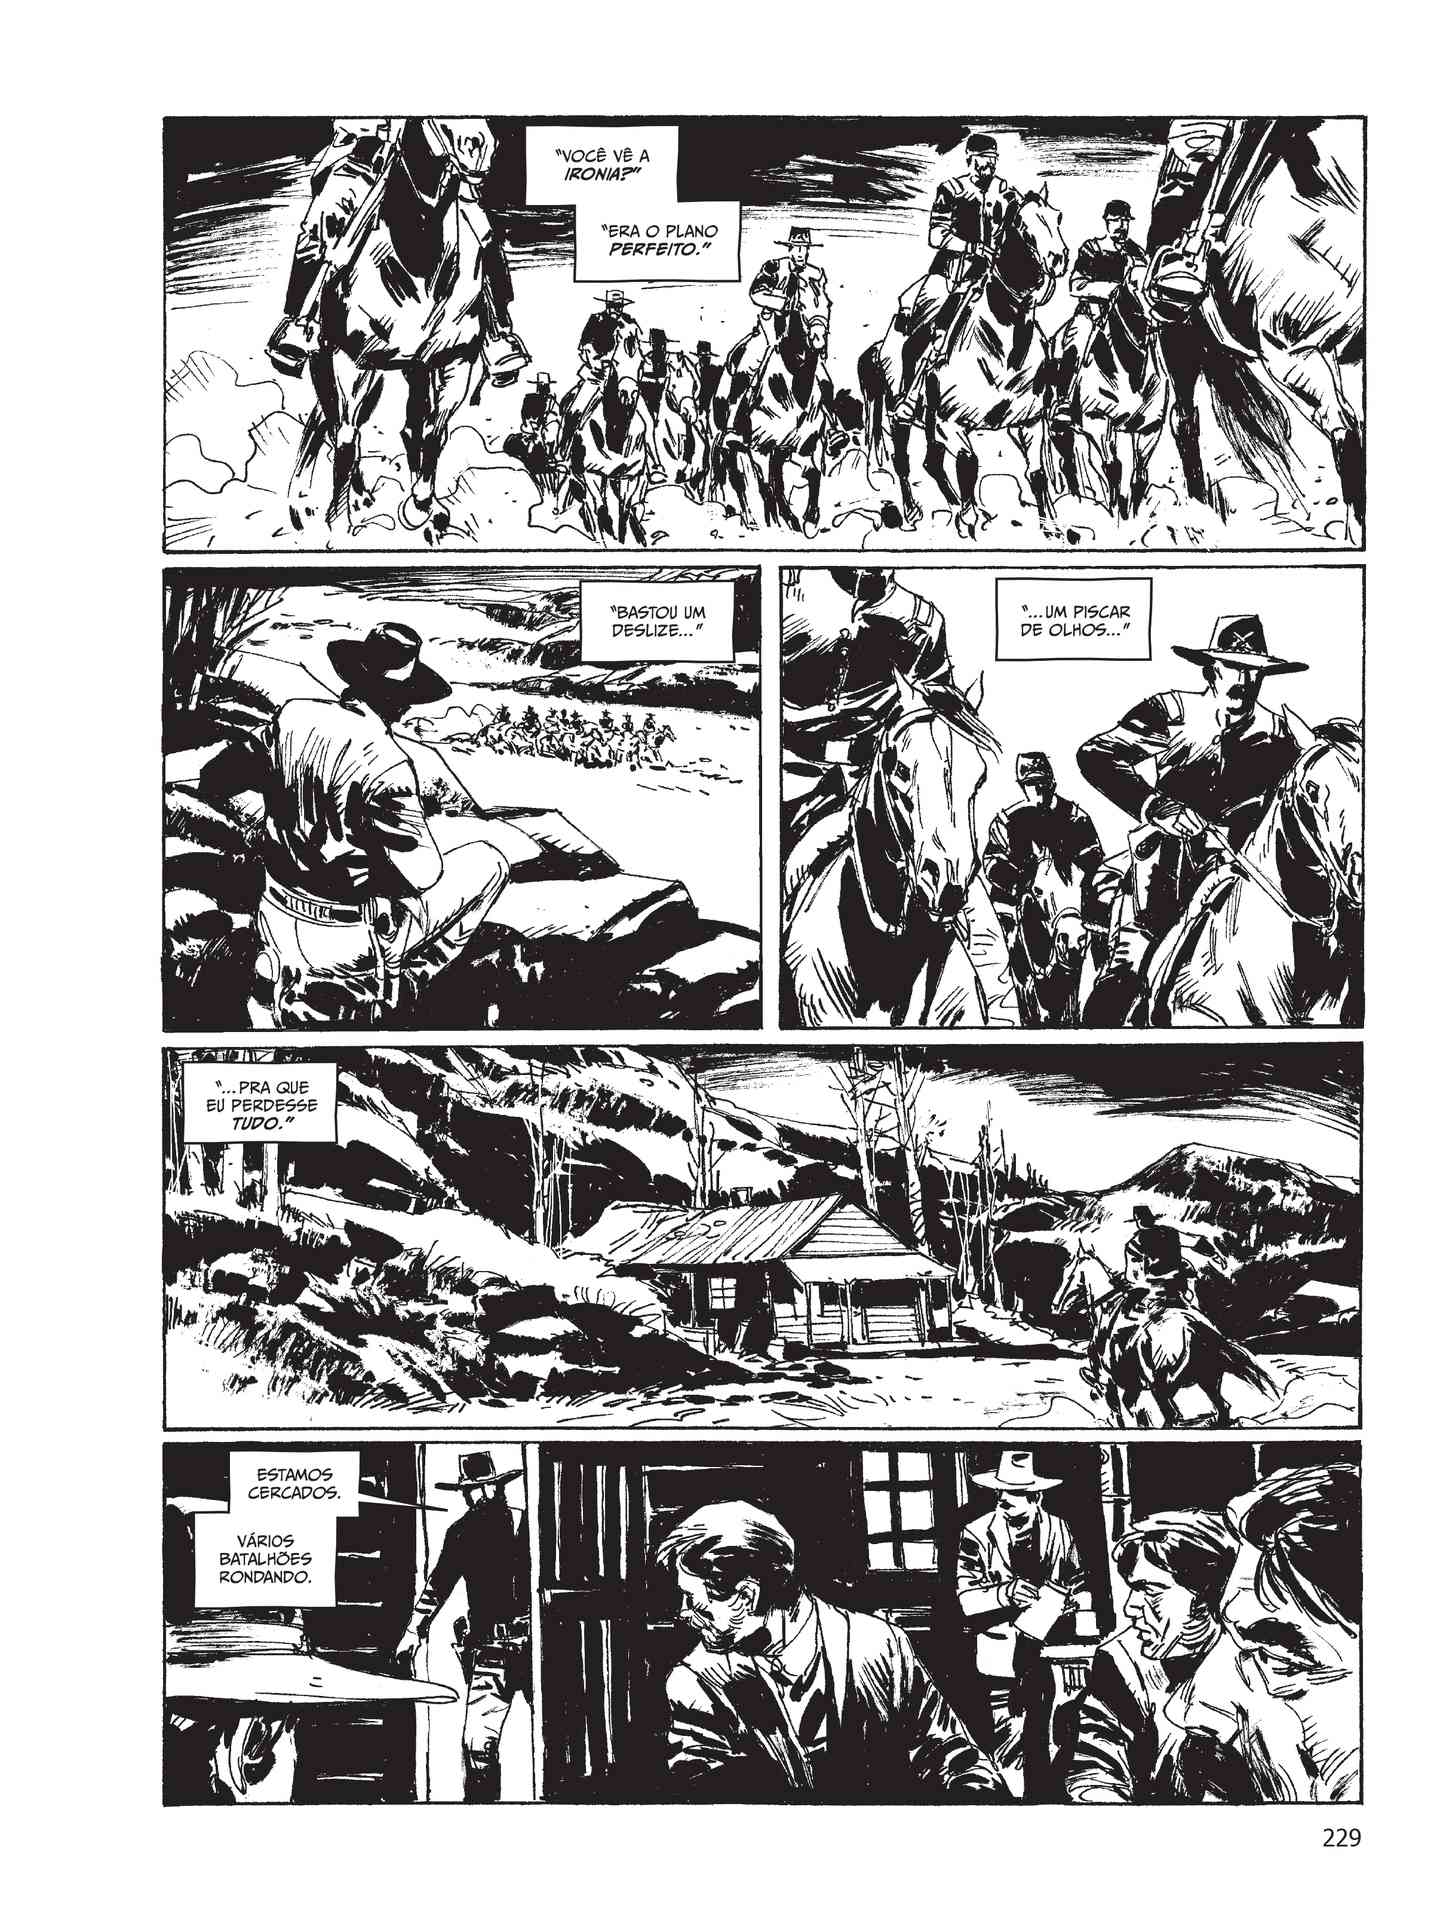 "VOCÊ VÊ A
IRONIA?"
"ERA O PLANO
PERFEITO."
"BASTOU UM
DESLIZE..."
"...UM PISCAR
DE OLHOS..."
"...PRA QUE
EU PERDESSE
TUDO."
ESTAMOS
CERCADOS.
VÁRIOS
BATALHÕES
RONDANDO.
229